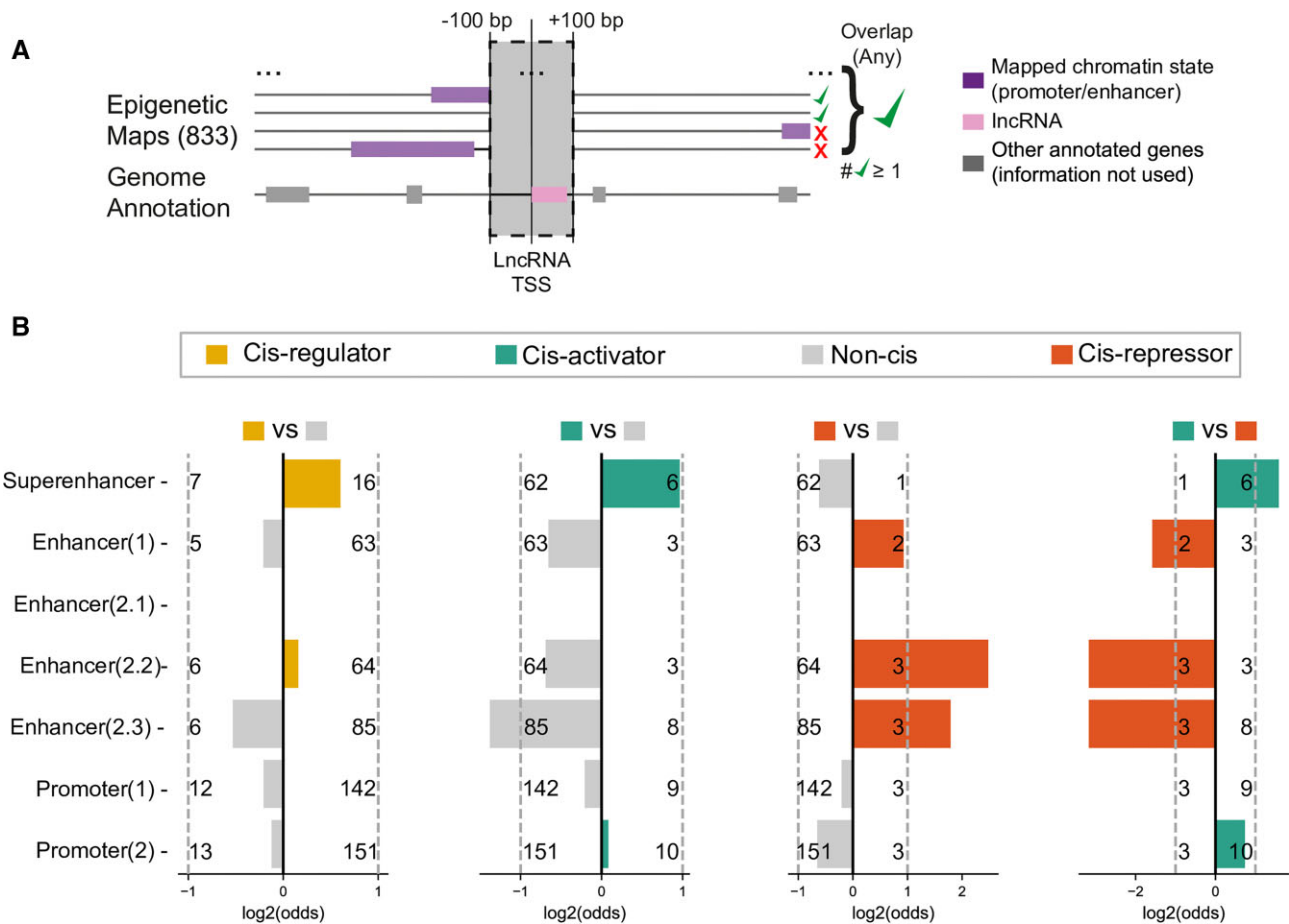 A
-100 bp +100 bp
Overlap
(Any)
... ... ...
Epigenetic
Maps (833)
✓
✓
X
X
} ✓
#✓ ≥ 1
Genome
Annotation
LncRNA
TSS
Mapped chromatin state
(promoter/enhancer)
lncRNA
Other annotated genes
(information not used)
B
Cis-regulator Cis-activator Non-cis Cis-repressor
vs vs vs vs
Superenhancer - 7 16 62 6 62 1 1 6
Enhancer(1) - 5 63 63 3 63 2 2 3
Enhancer(2.1) -
Enhancer(2.2)- 6 64 64 3 64 3 3 3
Enhancer(2.3) - 6 85 85 8 85 3 3 8
Promoter(1) - 12 142 142 9 142 3 3 9
Promoter(2) - 13 151 151 10 151 3 3 10
−1 0 1 −1 0 1 −1 0 1 2 −2 0
log2(odds) log2(odds) log2(odds) log2(odds)